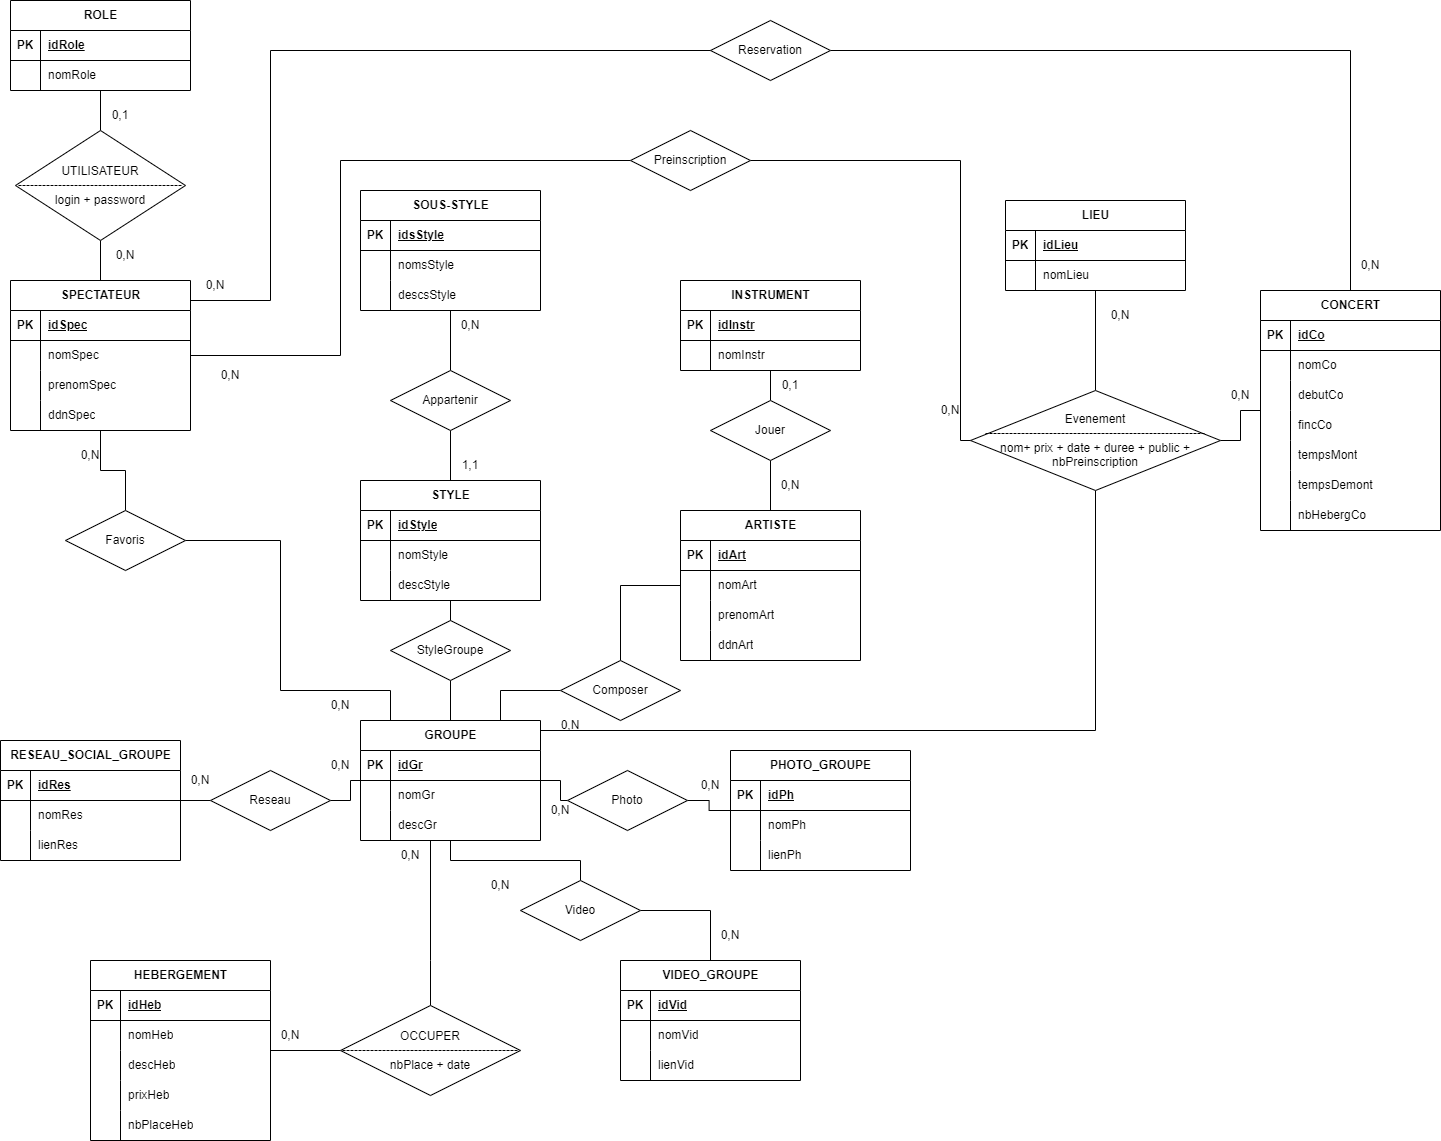 ROLE
PK idRole
nomRole
0,1
UTILISATEUR
login + password
0,N
SPECTATEUR
PK idSpec
nomSpec
prenomSpec
ddnSpec
0,N
0,N
0,N
Reservation
0,N
Preinscription
0,N
SOUS-STYLE
PK idsStyle
nomsStyle
descsStyle
0,N
Appartenir
1,1
STYLE
PK idStyle
nomStyle
descStyle
StyleGroupe
INSTRUMENT
PK idInstr
nomInstr
0,1
Jouer
0,N
ARTISTE
PK idArt
nomArt
prenomArt
ddnArt
Composer
LIEU
PK idLieu
nomLieu
0,N
Evenement
nom+ prix + date + duree + public +
nbPreinscription
0,N
CONCERT
PK idCo
nomCo
debutCo
fincCo
tempsMont
tempsDemont
nbHebergCo
Favoris
0,N
0,N
GROUPE
PK idGr
nomGr
descGr
RESEAU_SOCIAL_GROUPE
PK idRes
nomRes
lienRes
0,N
Reseau
0,N
0,N
Photo
0,N
PHOTO_GROUPE
PK idPh
nomPh
lienPh
0,N
0,N
Video
0,N
VIDEO_GROUPE
PK idVid
nomVid
lienVid
HEBERGEMENT
PK idHeb
nomHeb
descHeb
prixHeb
nbPlaceHeb
0,N
OCCUPER
nbPlace + date